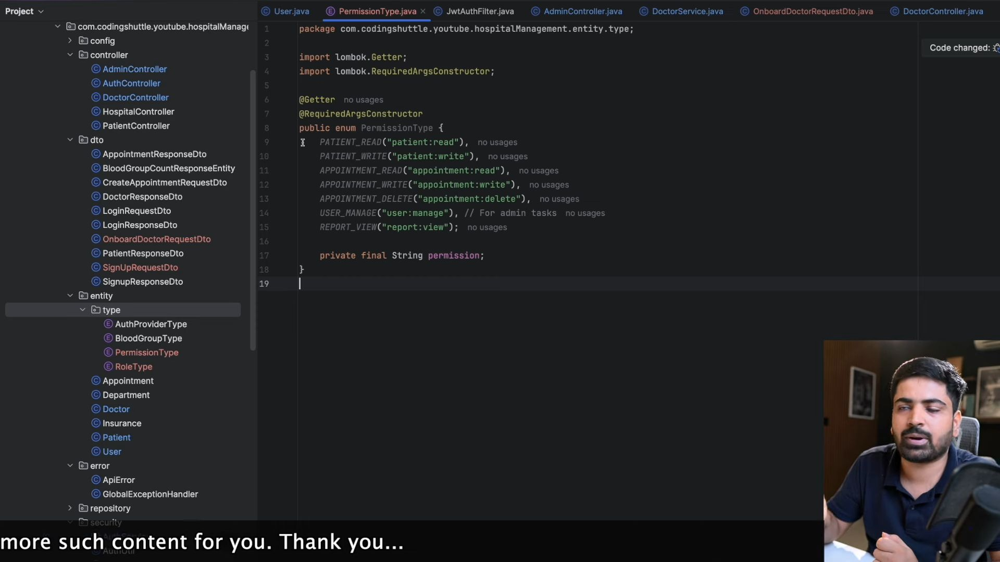 Project
User.java
PermissionType.java
JwtAuthFilter.java
AdminController.java
DoctorService.java
OnboardDoctorRequestDto.java
DoctorController.java
com.codingshuttle.youtube.hospitalManage
config
controller
AdminController
AuthController
DoctorController
HospitalController
PatientController
dto
AppointmentResponseDto
BloodGroupCountResponseEntity
CreateAppointmentRequestDto
DoctorResponseDto
LoginRequestDto
LoginResponseDto
OnboardDoctorRequestDto
PatientResponseDto
SignUpRequestDto
SignupResponseDto
entity
type
AuthProviderType
BloodGroupType
PermissionType
RoleType
Appointment
Department
Doctor
Insurance
Patient
User
error
ApiError
GlobalExceptionHandler
repository
security
AuthUtil
1 package com.codingshuttle.youtube.hospitalManagement.entity.type;
2
3 import lombok.Getter;
4 import lombok.RequiredArgsConstructor;
5
6 @Getter no usages
7 @RequiredArgsConstructor
8 public enum PermissionType {
9 PATIENT_READ("patient:read"), no usages
10 PATIENT_WRITE("patient:write"), no usages
11 APPOINTMENT_READ("appointment:read"), no usages
12 APPOINTMENT_WRITE("appointment:write"), no usages
13 APPOINTMENT_DELETE("appointment:delete"), no usages
14 USER_MANAGE("user:manage"), // For admin tasks no usages
15 REPORT_VIEW("report:view"); no usages
16
17 private final String permission;
18 }
19
Code changed:
more such content for you. Thank you...